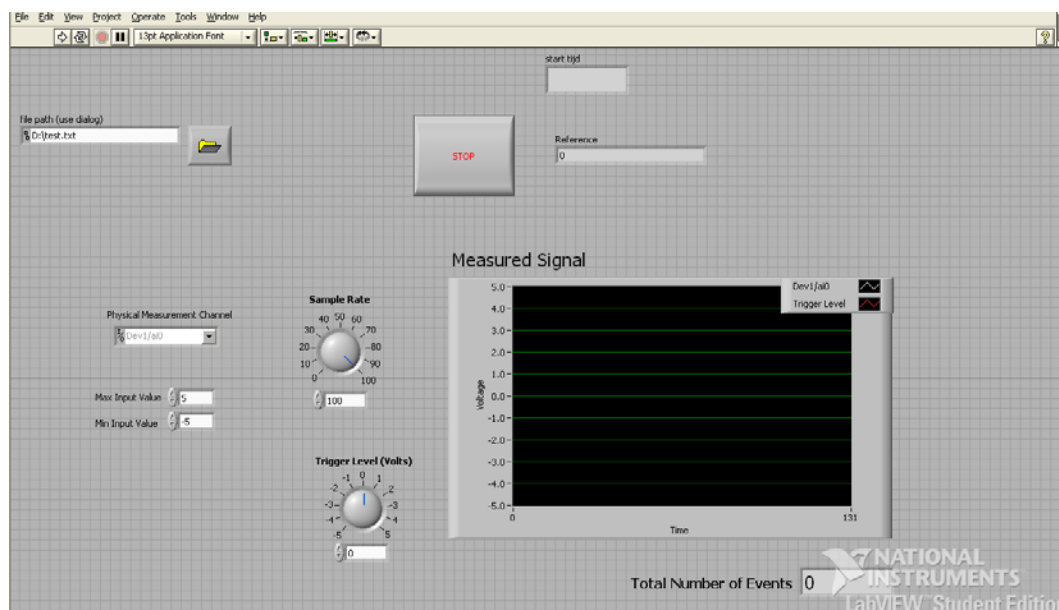 File Edit View Project Operate Tools Window Help
13pt Application Font
?
start tijd
file path (use dialog)
D:\test.txt
STOP
Reference
0
Measured Signal
Dev1/ai0
Trigger Level
Physical Measurement Channel
Dev1/ai0
Sample Rate
0 10 20 30 40 50 60 70 80 90 100
100
Max Input Value 5
Min Input Value -5
Trigger Level (Volts)
-5 -4 -3 -2 -1 0 1 2 3 4 5
0
Voltage
5.0
4.0
3.0
2.0
1.0
0.0
-1.0
-2.0
-3.0
-4.0
-5.0
0 131
Time
Total Number of Events 0
NATIONAL
INSTRUMENTS
LabVIEW Student Editio